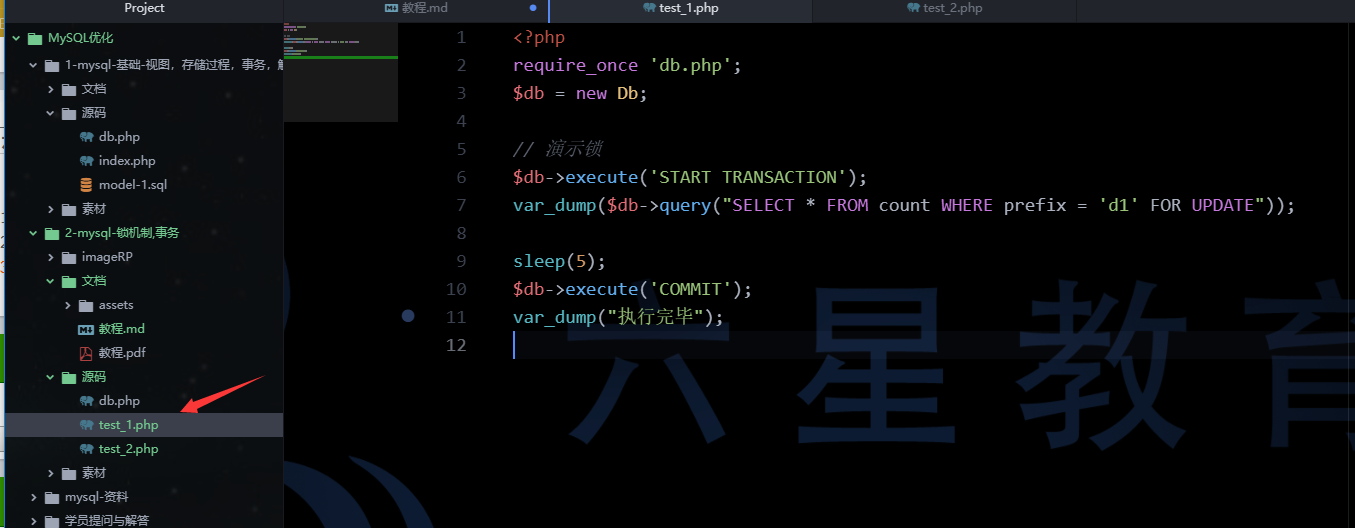 Project
教程.md
test_1.php
test_2.php
MySQL优化
1-mysql-基础-视图，存储过程，事务，触
文档
源码
db.php
index.php
model-1.sql
素材
2-mysql-锁机制,事务
imageRP
文档
assets
教程.md
教程.pdf
源码
db.php
test_1.php
test_2.php
素材
mysql-资料
学员提问与解答
1 <?php
2 require_once 'db.php';
3 $db = new Db;
4
5 // 演示锁
6 $db->execute('START TRANSACTION');
7 var_dump($db->query("SELECT * FROM count WHERE prefix = 'd1' FOR UPDATE"));
8
9 sleep(5);
10 $db->execute('COMMIT');
11 var_dump("执行完毕");
12
六星教育